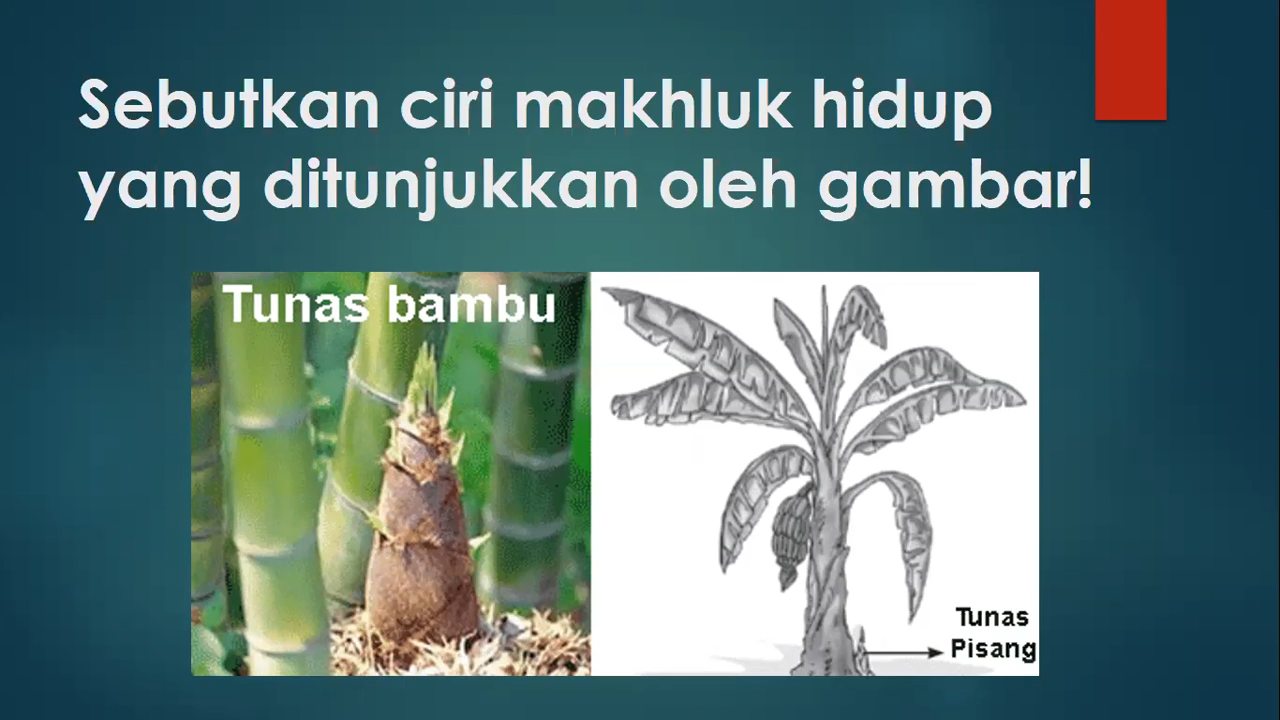 Sebutkan ciri makhluk hidup
yang ditunjukkan oleh gambar!
Tunas bambu
Tunas
Pisang